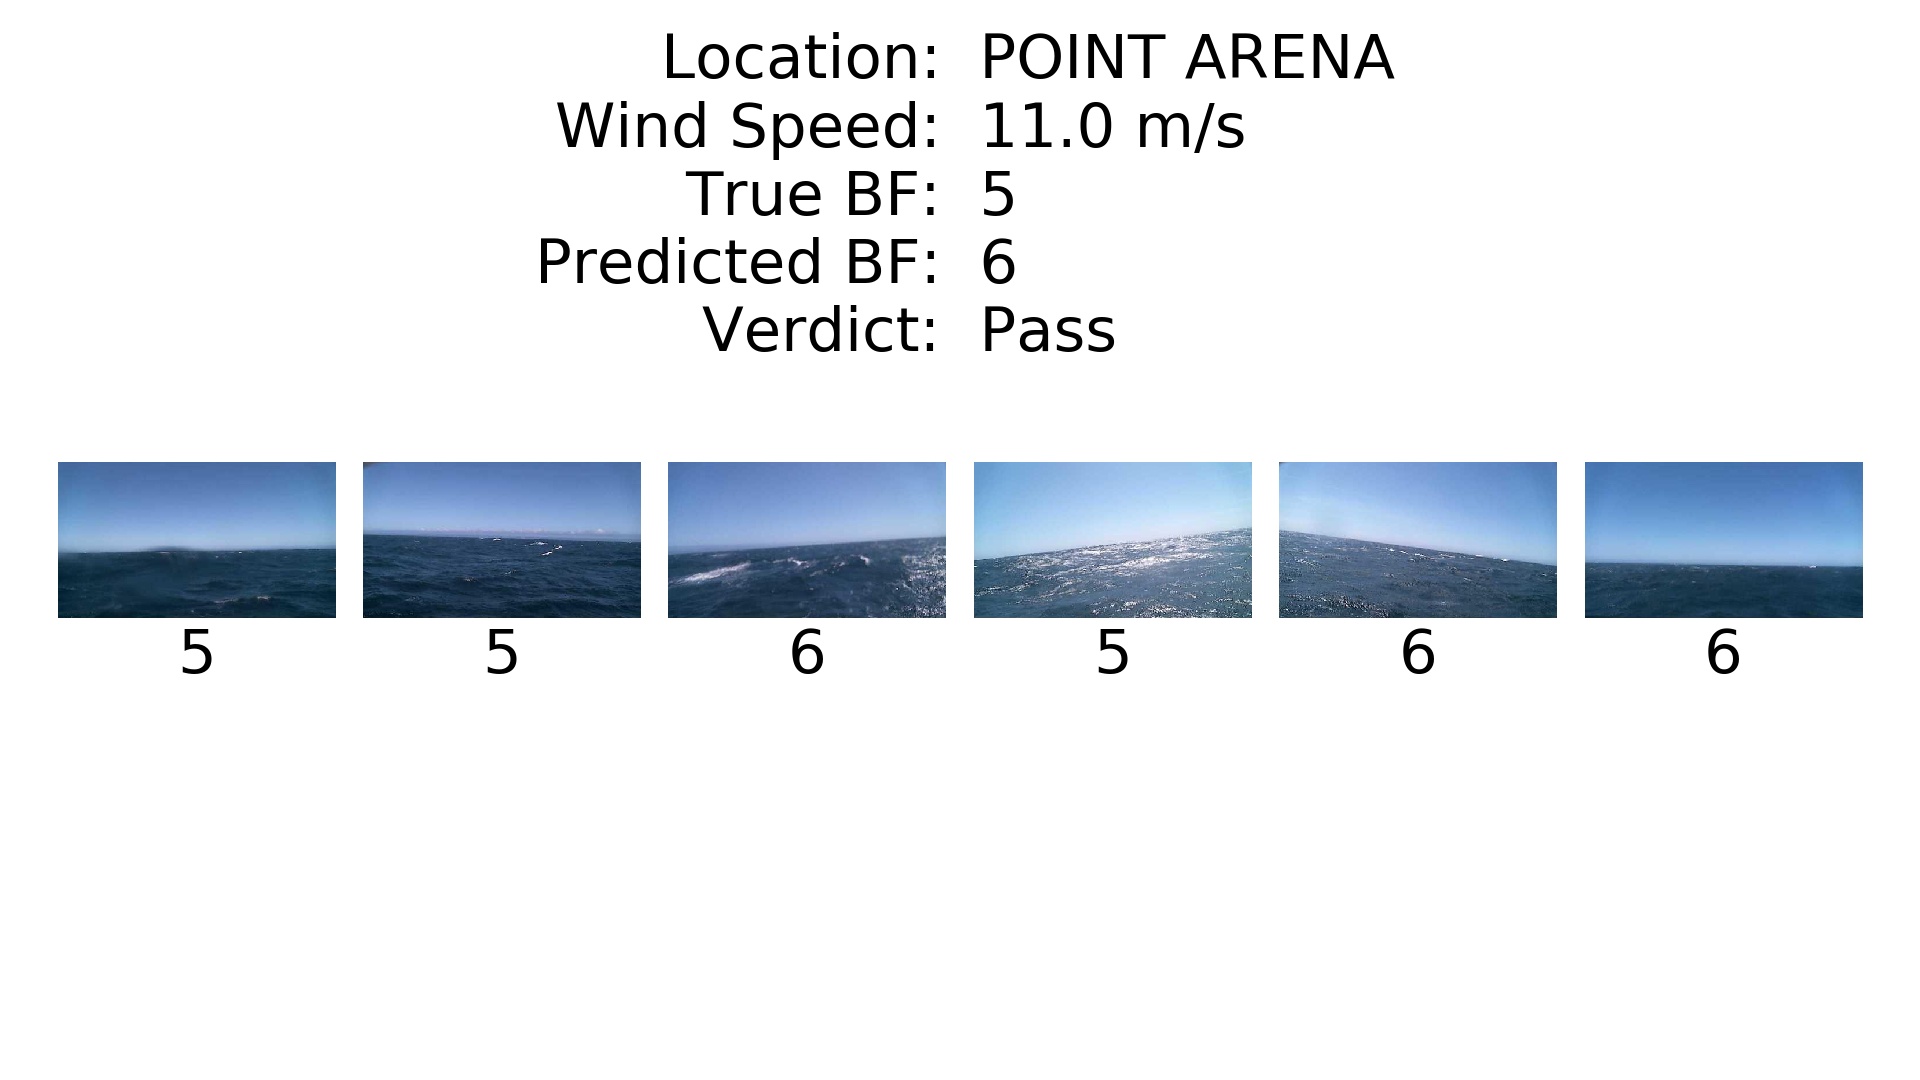 Location: POINT ARENA
Wind Speed: 11.0 m/s
True BF: 5
Predicted BF: 6
Verdict: Pass
5 5 6 5 6 6